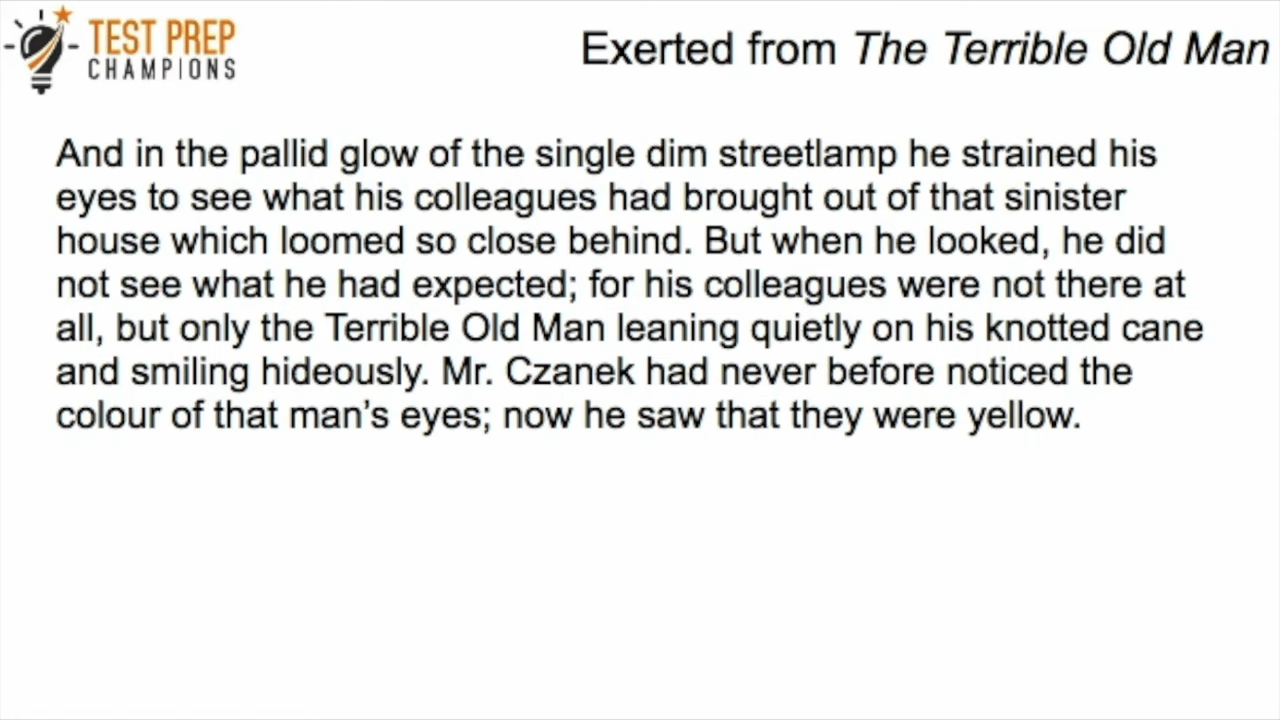 TEST PREP
CHAMPIONS
Exerted from The Terrible Old Man
And in the pallid glow of the single dim streetlamp he strained his
eyes to see what his colleagues had brought out of that sinister
house which loomed so close behind. But when he looked, he did
not see what he had expected; for his colleagues were not there at
all, but only the Terrible Old Man leaning quietly on his knotted cane
and smiling hideously. Mr. Czanek had never before noticed the
colour of that man’s eyes; now he saw that they were yellow.